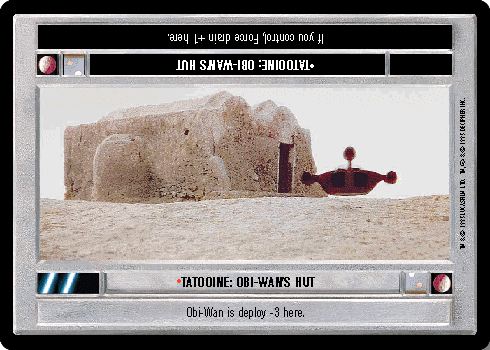 If you control, Force drain +1 here.
•TATOOINE: OBI-WAN'S HUT
•TATOOINE: OBI-WAN'S HUT
Obi-Wan is deploy -3 here.